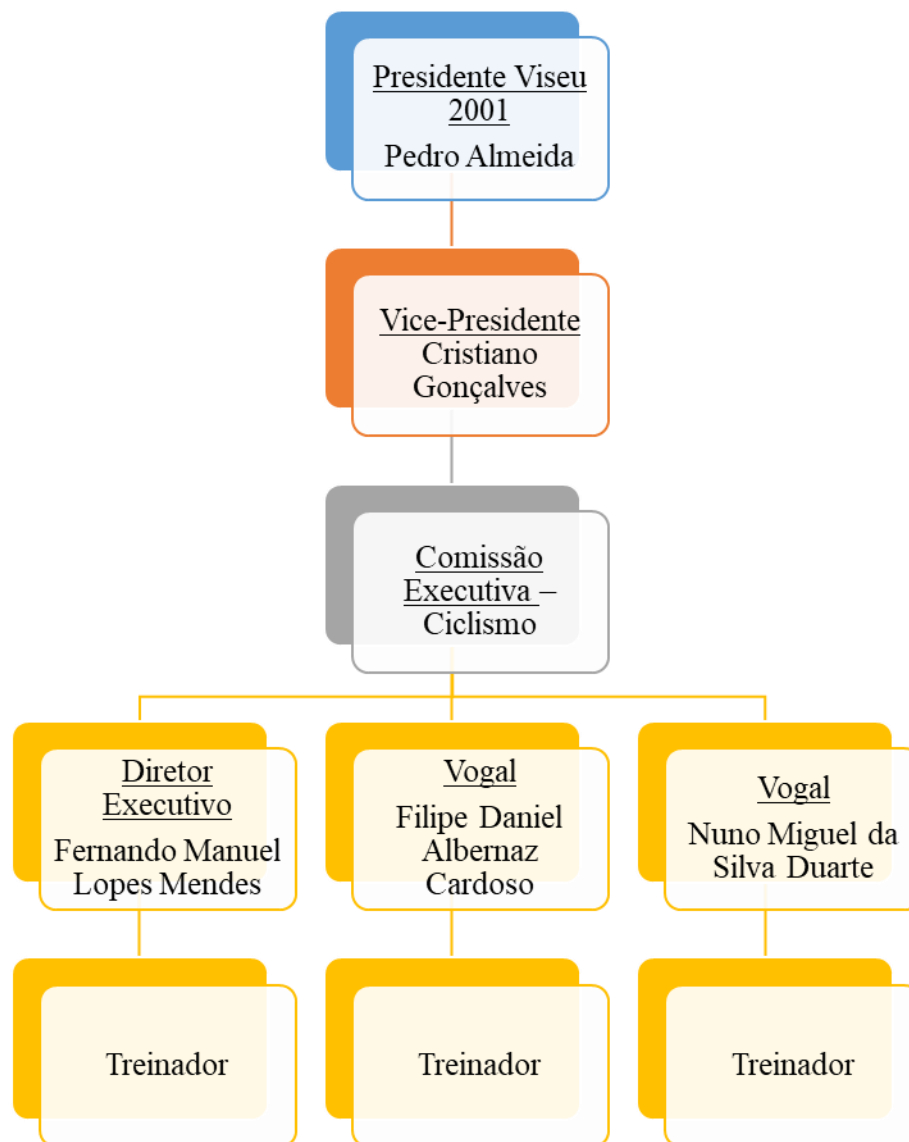 Presidente Viseu
2001
Pedro Almeida
Vice-Presidente
Cristiano
Gonçalves
Comissão
Executiva –
Ciclismo
Diretor
Executivo
Fernando Manuel
Lopes Mendes
Vogal
Filipe Daniel
Albernaz
Cardoso
Vogal
Nuno Miguel da
Silva Duarte
Treinador
Treinador
Treinador